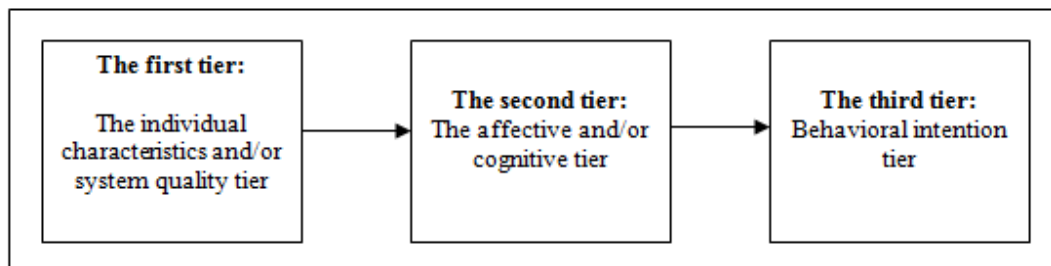 The first tier:
The individual
characteristics and/or
system quality tier
The second tier:
The affective and/or
cognitive tier
The third tier:
Behavioral intention
tier